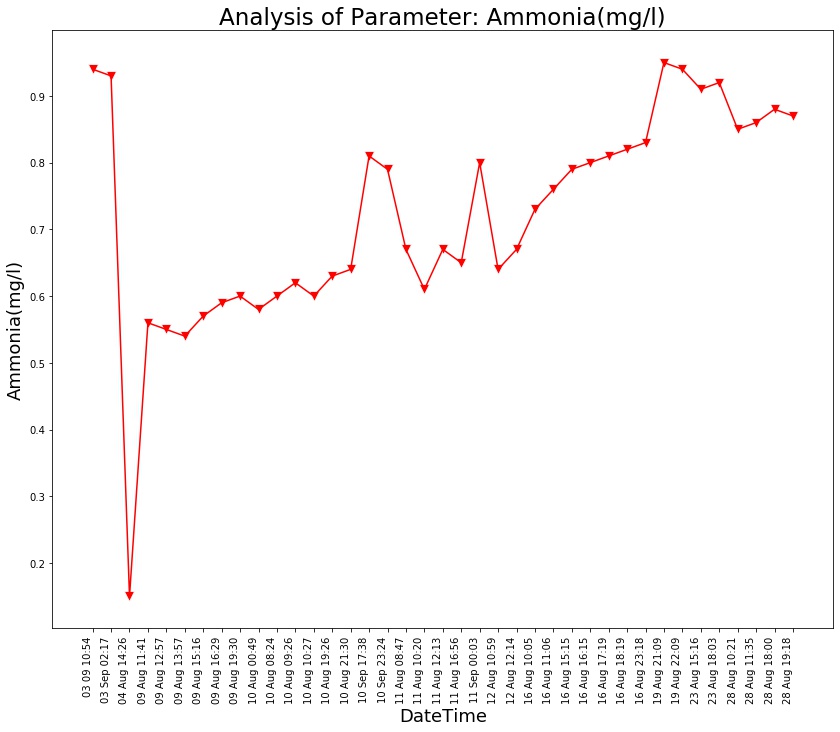 Analysis of Parameter: Ammonia(mg/l)
0.9
0.8
0.7
0.6
0.5
0.4
0.3
0.2
Ammonia(mg/l)
03 09 10:54
03 Sep 02:17
04 Aug 14:26
09 Aug 11:41
09 Aug 12:57
09 Aug 13:57
09 Aug 15:16
09 Aug 16:29
09 Aug 19:30
10 Aug 00:49
10 Aug 08:24
10 Aug 09:26
10 Aug 10:27
10 Aug 19:26
10 Aug 21:30
10 Sep 17:38
10 Sep 23:24
11 Aug 08:47
11 Aug 10:20
11 Aug 12:13
11 Aug 16:56
11 Sep 00:03
12 Aug 10:59
12 Aug 12:14
16 Aug 10:05
16 Aug 11:06
16 Aug 15:15
16 Aug 16:15
16 Aug 17:19
16 Aug 18:19
16 Aug 23:18
19 Aug 21:09
19 Aug 22:09
23 Aug 15:16
23 Aug 18:03
28 Aug 10:21
28 Aug 11:35
28 Aug 18:00
28 Aug 19:18
DateTime